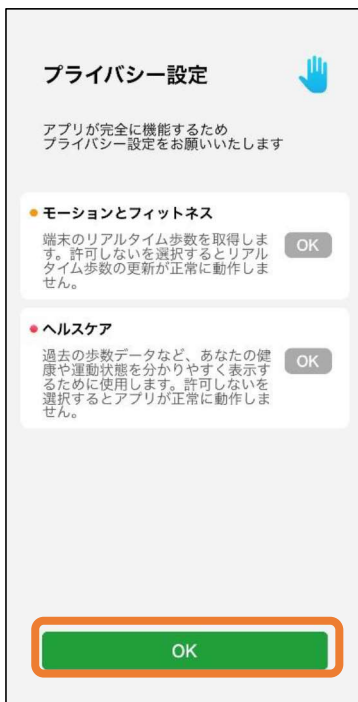 プライバシー設定
アプリが完全に機能するため
プライバシー設定をお願いいたします
モーションとフィットネス
端末のリアルタイム歩数を取得しま
す。許可しないを選択するとリアル
タイム歩数の更新が正常に動作しま
せん。
OK
ヘルスケア
過去の歩数データなど、あなたの健
康や運動状態を分かりやすく表示す
るために使用します。許可しないを
選択するとアプリが正常に動作しま
せん。
OK
OK